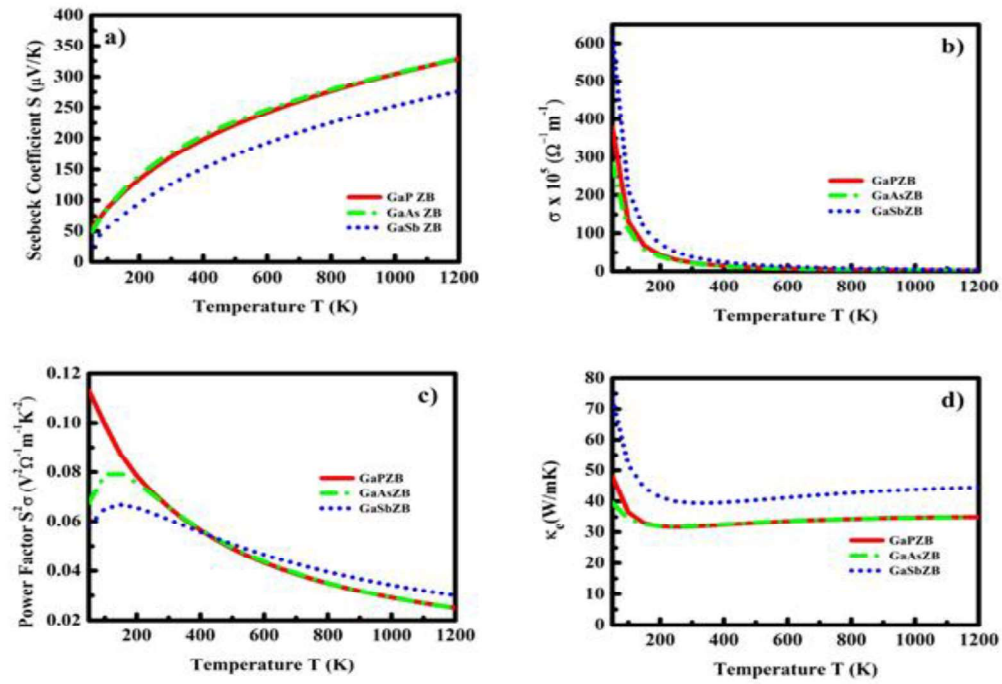 a)
Seebeck Coefficient S (µV/K)
400
350
300
250
200
150
100
50
0
GaP ZB
GaAs ZB
GaSb ZB
200 400 600 800 1000 1200
Temperature T (K)
b)
σ x 10⁵ (Ω⁻¹ m⁻¹)
600
500
400
300
200
100
0
GaPZB
GaAsZB
GaSbZB
200 400 600 800 1000 1200
Temperature T (K)
c)
Power Factor S²σ (V²Ω⁻¹m⁻¹K⁻²)
0.12
0.10
0.08
0.06
0.04
0.02
GaPZB
GaAsZB
GaSbZB
200 400 600 800 1000 1200
Temperature T (K)
d)
κe(W/mK)
80
70
60
50
40
30
20
10
0
GaPZB
GaAsZB
GaSbZB
200 400 600 800 1000 1200
Temperature T (K)